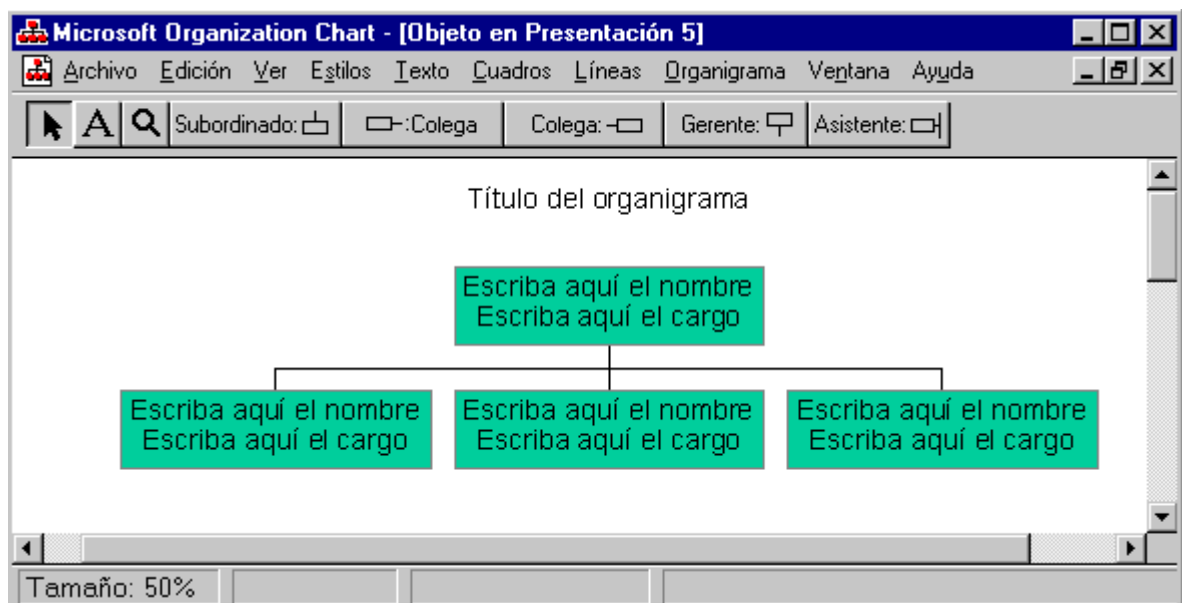 Microsoft Organization Chart - [Objeto en Presentación 5]
Archivo Edición Ver Estilos Texto Cuadros Líneas Organigrama Ventana Ayuda
A Subordinado: :Colega Colega: Gerente: Asistente:
Título del organigrama
Escriba aquí el nombre
Escriba aquí el cargo
Escriba aquí el nombre Escriba aquí el nombre Escriba aquí el nombre
Escriba aquí el cargo Escriba aquí el cargo Escriba aquí el cargo
Tamaño: 50%